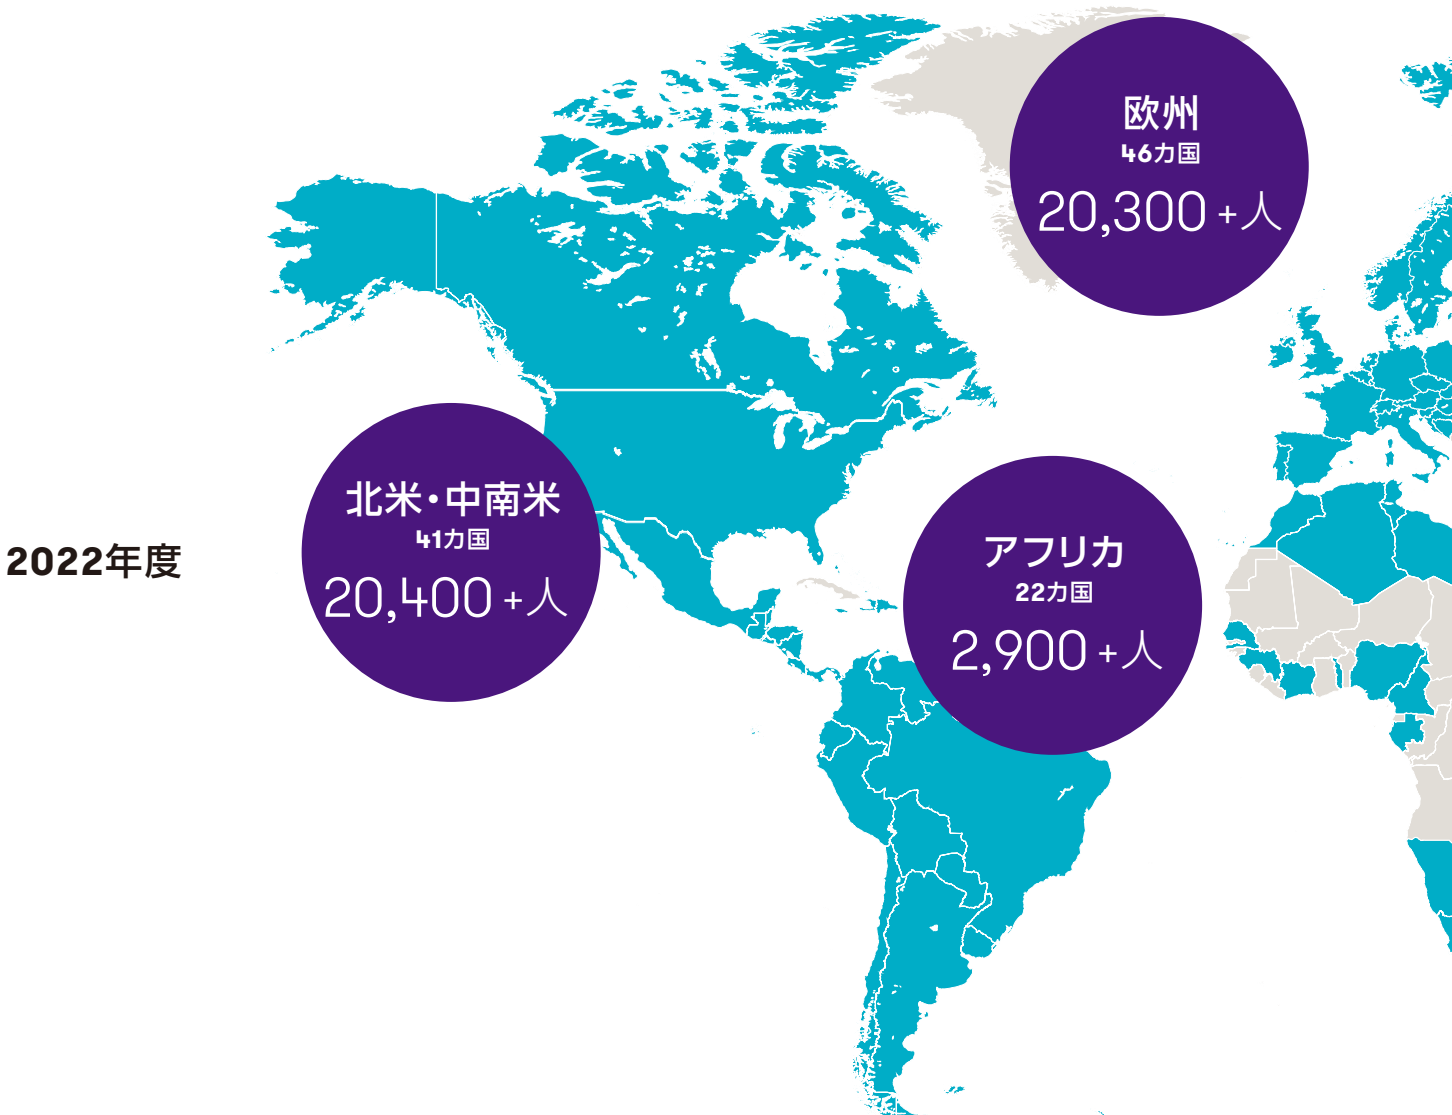 欧州
46カ国
20,300+人
北米・中南米
41カ国
20,400+人
アフリカ
22カ国
2,900+人
2022年度